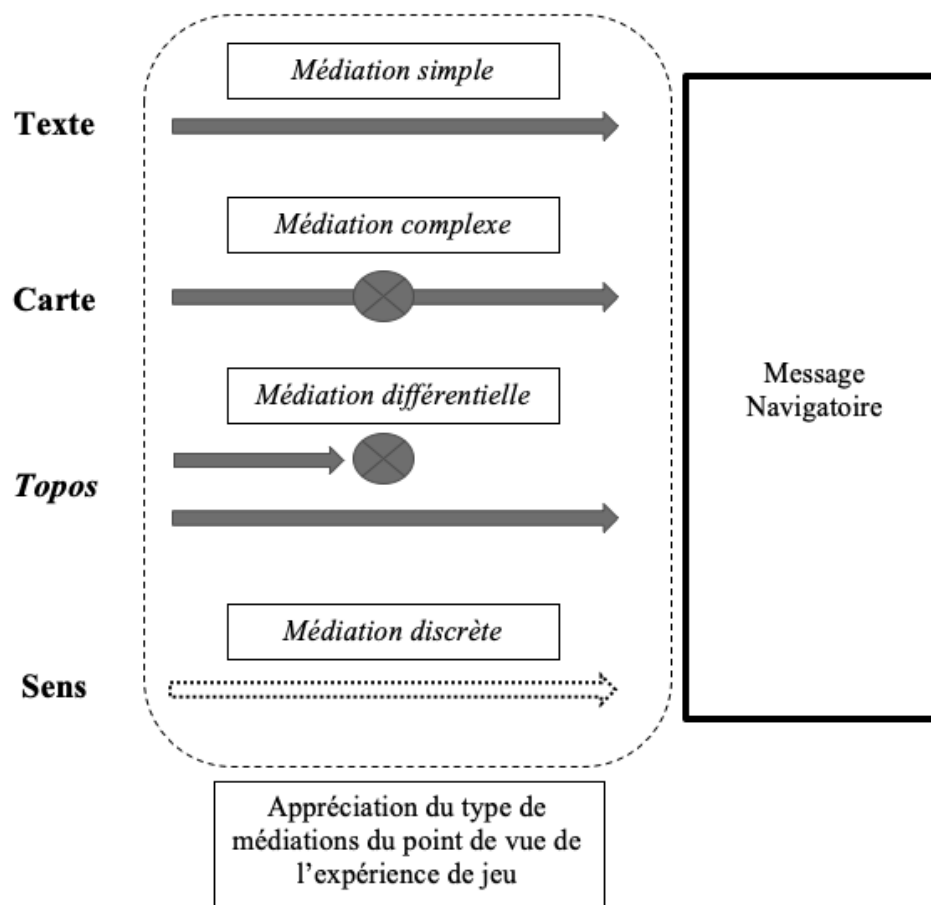 Médiation simple
Texte
Médiation complexe
Carte
Médiation différentielle
Topos
Médiation discrète
Sens
Message
Navigatoire
Appréciation du type de
médiations du point de vue de
l’expérience de jeu